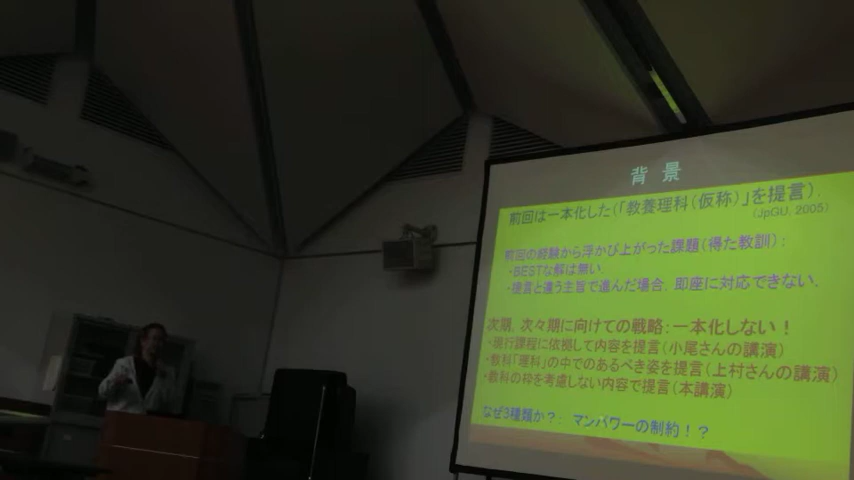 背 景
前回は一本化した(「教養理科(仮称)」を提言).
(JpGU, 2005)
前回の経験から浮かび上がった課題(得た教訓):
・BESTな解は無い.
・提言と違う主旨で進んだ場合, 即座に対応できない.
次期, 次々期に向けての戦略:一本化しない!
・現行課程に依拠して内容を提言(小尾さんの講演)
・教科「理科」の中でのあるべき姿を提言(上村さんの講演)
・教科の枠を考慮しない内容で提言(本講演)
なぜ3種類か?: マンパワーの制約!?